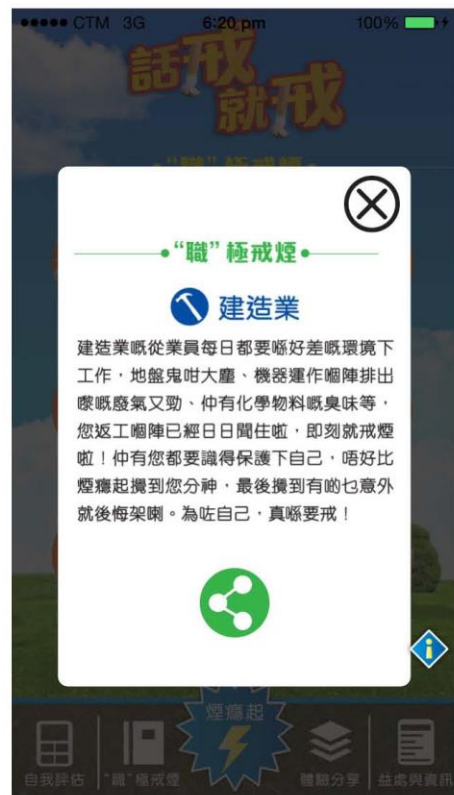 CTM 3G 6:20 pm 100%
話戒
就戒
“職”極戒煙
“職”極戒煙
建造業
建造業嘅從業員每日都要喺好差嘅環境下
工作，地盤鬼咁大塵、機器運作嗰陣排出
嚟嘅廢氣又勁、仲有化學物料嘅臭味等，
您返工嗰陣已經日日聞住啦，即刻就戒煙
啦！仲有您都要識得保護下自己，唔好比
煙癮起攪到您分神，最後攪到有啲乜意外
就後悔架喇。為咗自己，真喺要戒！
煙癮起
自我評估
“職”極戒煙
體驗分享
益處與資訊